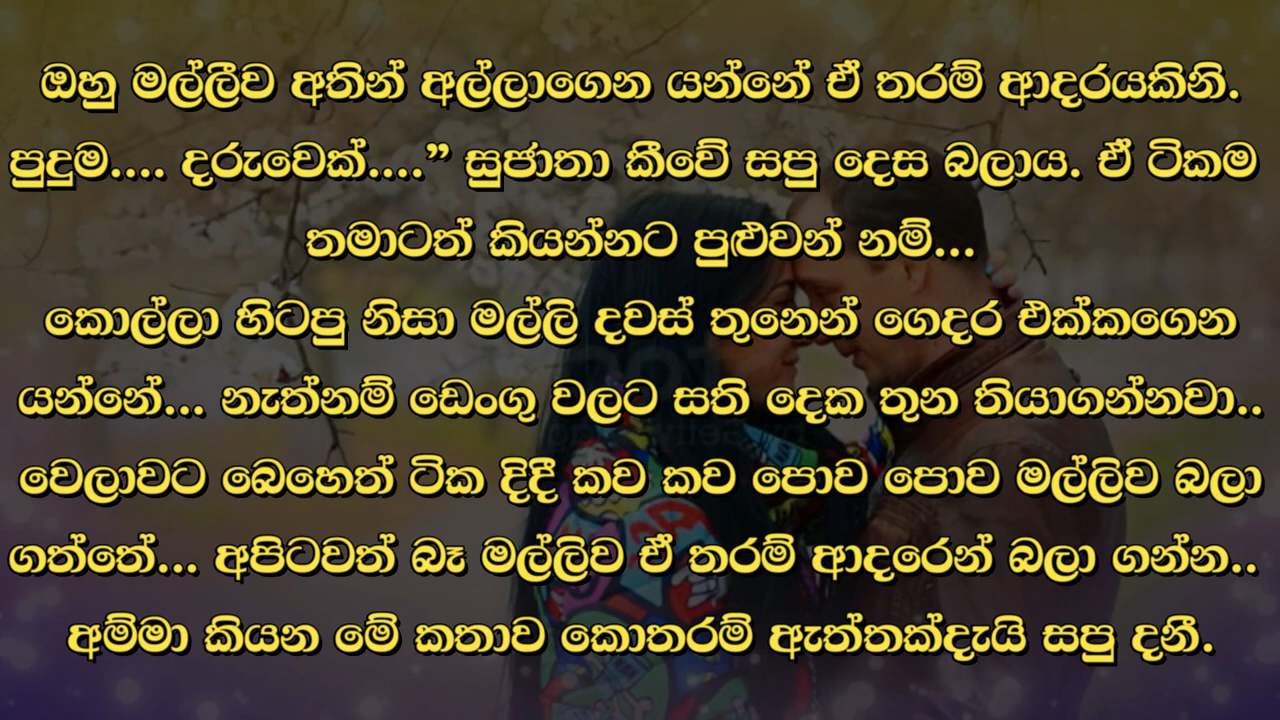 ඔහු මල්ලීව අතින් අල්ලාගෙන යන්නේ ඒ තරම් ආදරයකිනි.
පුදුම.... දරුවෙක්....” සුජාතා කීවේ සපු දෙස බලාය. ඒ ටිකම
තමාටත් කියන්නට පුළුවන් නම්...
කොල්ලා හිටපු නිසා මල්ලි දවස් තුනෙන් ගෙදර එක්කගෙන
යන්නේ... නැත්නම් ඩෙංගු වලට සති දෙක තුන තියාගන්නවා..
වෙලාවට බෙහෙත් ටික දිදී කව කව පොව පොව මල්ලිව බලා
ගත්තේ... අපිටවත් බෑ මල්ලිව ඒ තරම් ආදරෙන් බලා ගන්න..
අම්මා කියන මේ කතාව කොතරම් ඇත්තක්දැයි සපු දනී.